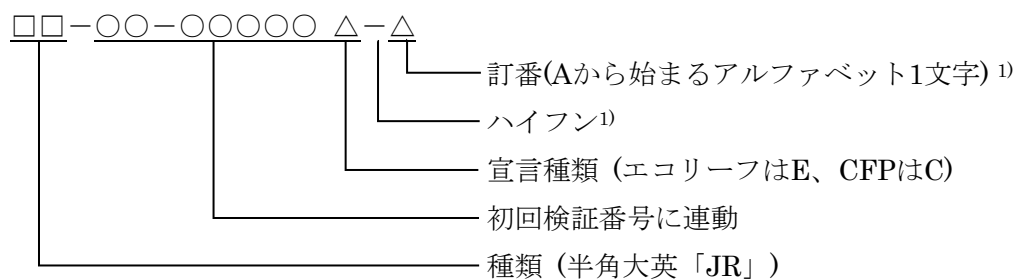 □□－○○－○○○○○ △－△
訂番(Aから始まるアルファベット1文字) 1)
ハイフン1)
宣言種類 (エコリーフはE、CFPはC)
初回検証番号に連動
種類 (半角大英「JR」)